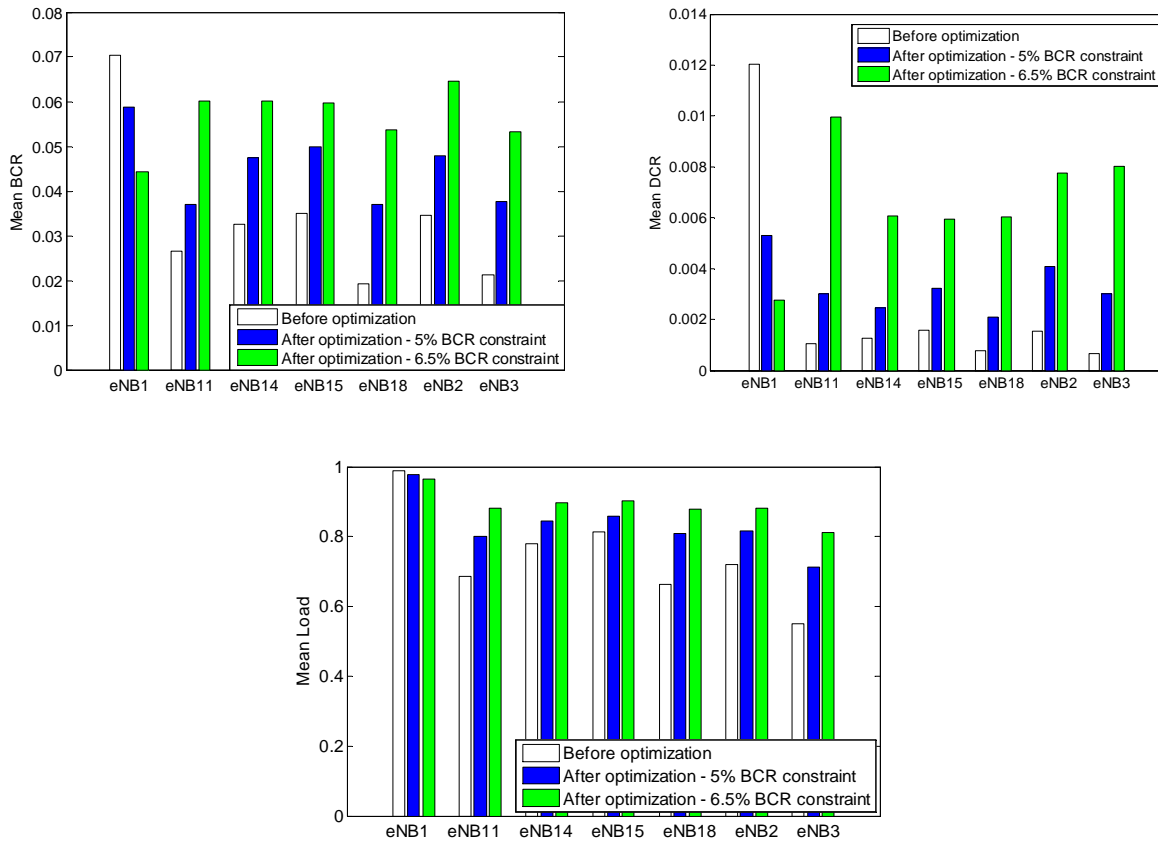 0.08
0.07
0.06
0.05
0.04
0.03
0.02
0.01
0
Mean BCR
Before optimization
After optimization - 5% BCR constraint
After optimization - 6.5% BCR constraint
eNB1 eNB11 eNB14 eNB15 eNB18 eNB2 eNB3
0.014
0.012
0.01
0.008
0.006
0.004
0.002
0
Mean DCR
Before optimization
After optimization - 5% BCR constraint
After optimization - 6.5% BCR constraint
eNB1 eNB11 eNB14 eNB15 eNB18 eNB2 eNB3
1
0.8
0.6
0.4
0.2
0
Mean Load
Before optimization
After optimization - 5% BCR constraint
After optimization - 6.5% BCR constraint
eNB1 eNB11 eNB14 eNB15 eNB18 eNB2 eNB3